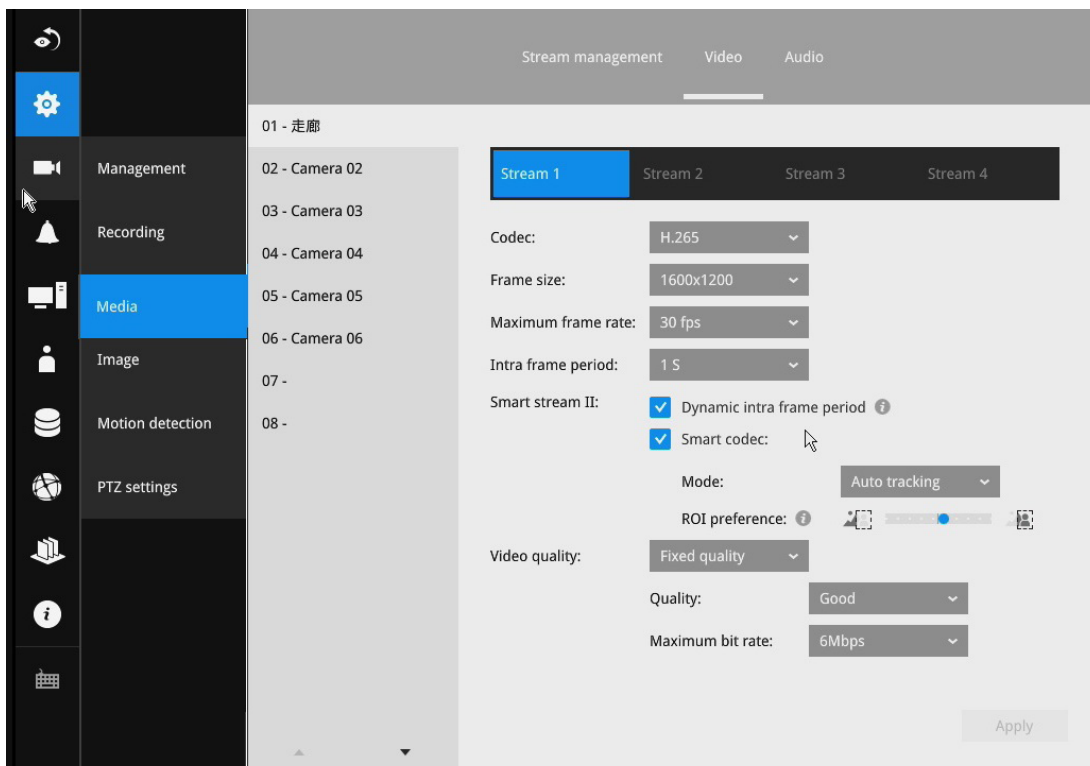 Stream management Video Audio
01 - 走廊
02 - Camera 02
03 - Camera 03
04 - Camera 04
05 - Camera 05
06 - Camera 06
07 -
08 -
Management
Recording
Media
Image
Motion detection
PTZ settings
Stream 1 Stream 2 Stream 3 Stream 4
Codec: H.265
Frame size: 1600x1200
Maximum frame rate: 30 fps
Intra frame period: 1 S
Smart stream II: Dynamic intra frame period
Smart codec:
Mode: Auto tracking
ROI preference:
Video quality: Fixed quality
Quality: Good
Maximum bit rate: 6Mbps
Apply